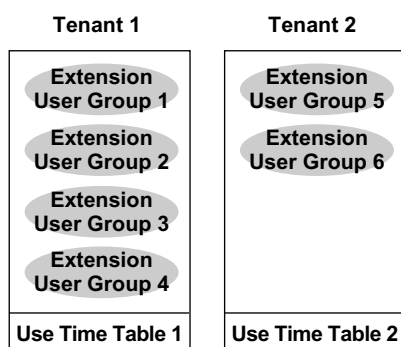 Tenant 1
Extension
User Group 1
Extension
User Group 2
Extension
User Group 3
Extension
User Group 4
Use Time Table 1
Tenant 2
Extension
User Group 5
Extension
User Group 6
Use Time Table 2